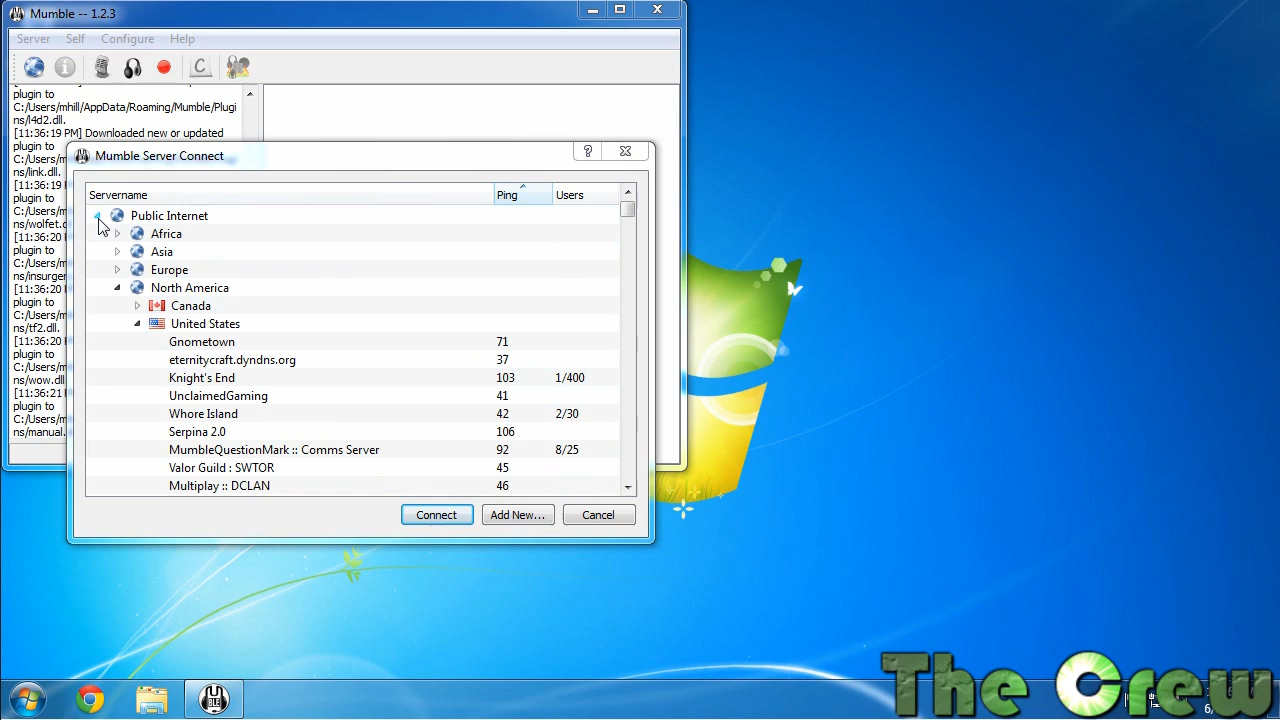 Mumble -- 1.2.3
Server Self Configure Help
plugin to
C:/Users/mhill/AppData/Roaming/Mumble/Plugi
ns/l4d2.dll.
[11:36:19 PM] Downloaded new or updated
plugin to
C:/Users/m
ns/link.dll.
[11:36:19 P
plugin to
C:/Users/m
ns/wolfet.d
[11:36:20 P
plugin to
C:/Users/m
ns/insurgen
[11:36:20
plugin to
C:/Users/m
ns/tf2.dll.
[11:36:20
plugin to
C:/Users/m
ns/wow.dll
[11:36:21
plugin to
C:/Users/m
ns/manual.
Mumble Server Connect
Servername Ping Users
Public Internet
Africa
Asia
Europe
North America
Canada
United States
Gnometown 71
eternitycraft.dyndns.org 37
Knight's End 103 1/400
UnclaimedGaming 41
Whore Island 42 2/30
Serpina 2.0 106
MumbleQuestionMark :: Comms Server 92 8/25
Valor Guild : SWTOR 45
Multiplay :: DCLAN 46
Connect Add New... Cancel
The Crew